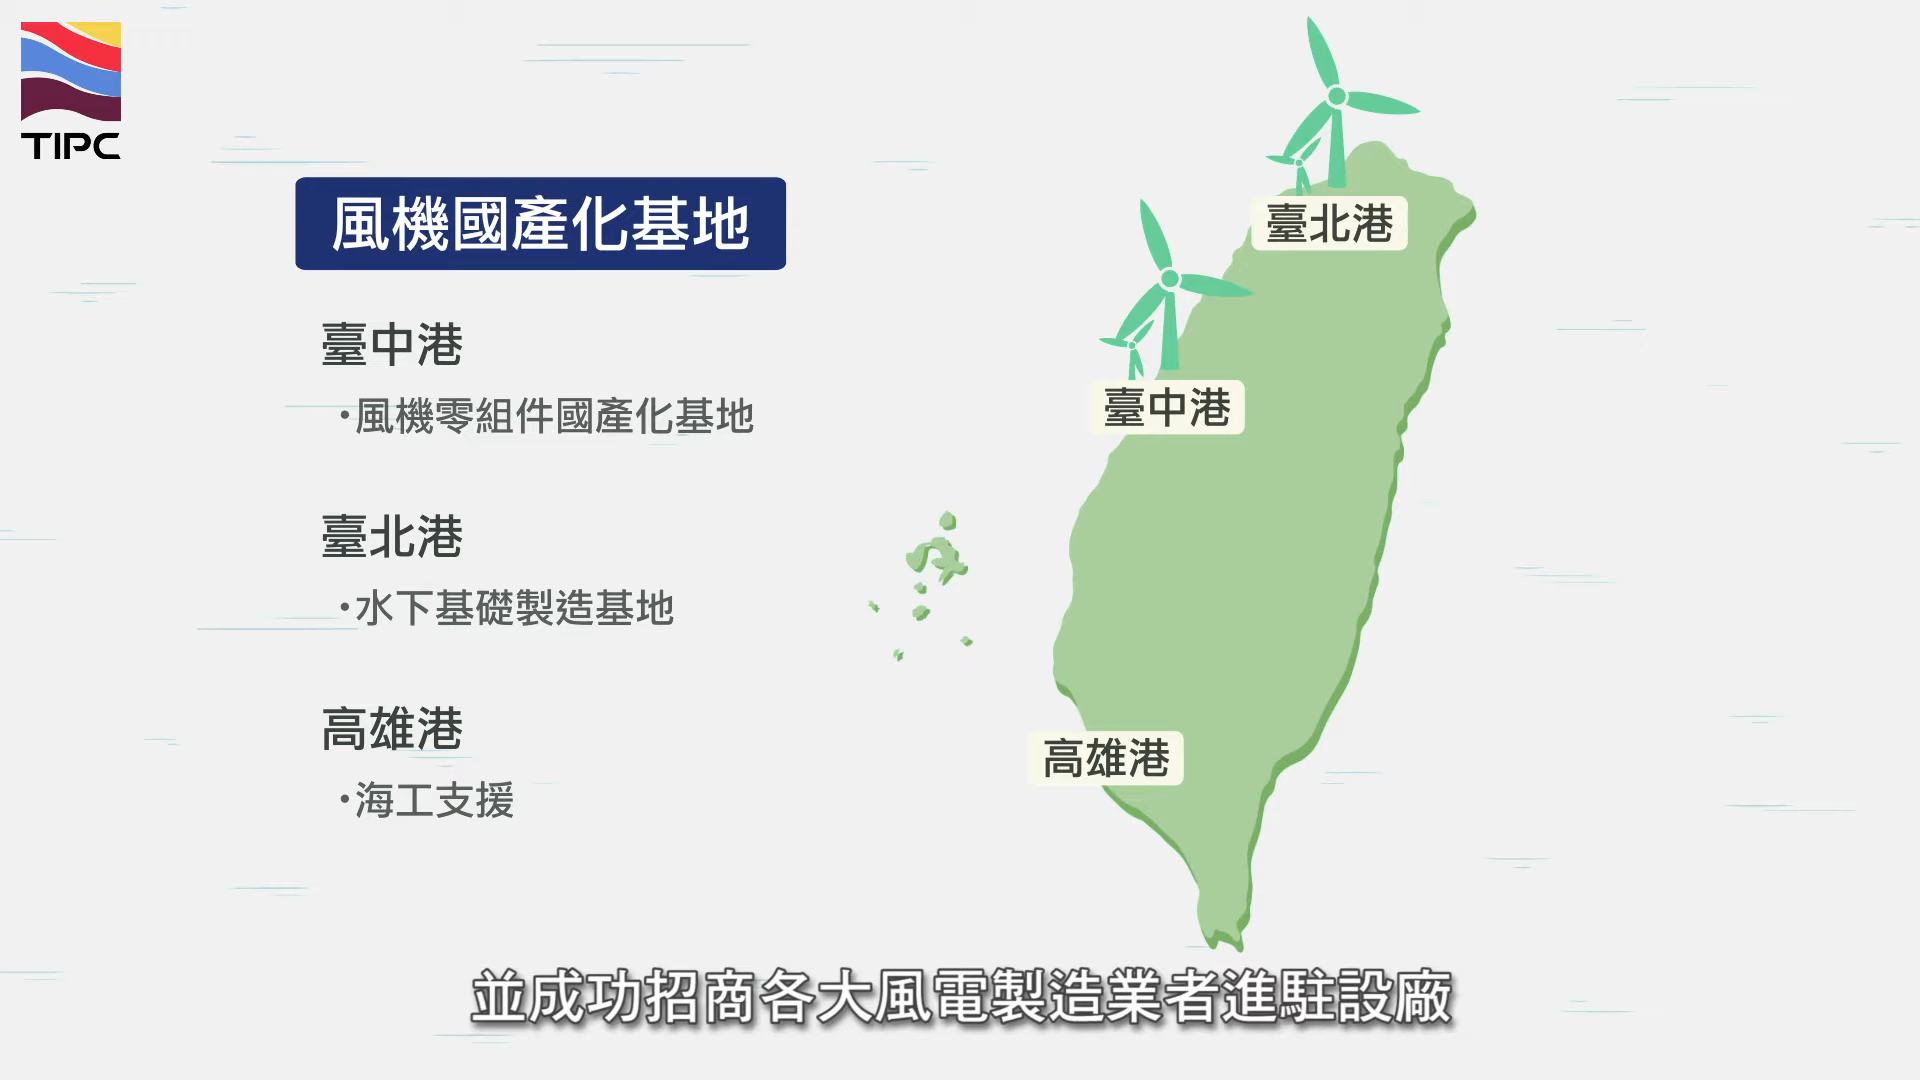 TIPC
風機國產化基地
臺中港
•風機零組件國產化基地
臺北港
•水下基礎製造基地
高雄港
•海工支援
臺北港
臺中港
高雄港
並成功招商各大風電製造業者進駐設廠